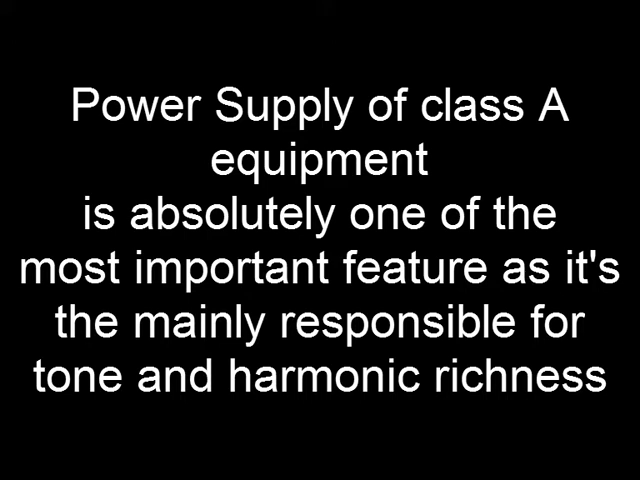 Power Supply of class A
equipment
is absolutely one of the
most important feature as it's
the mainly responsible for
tone and harmonic richness